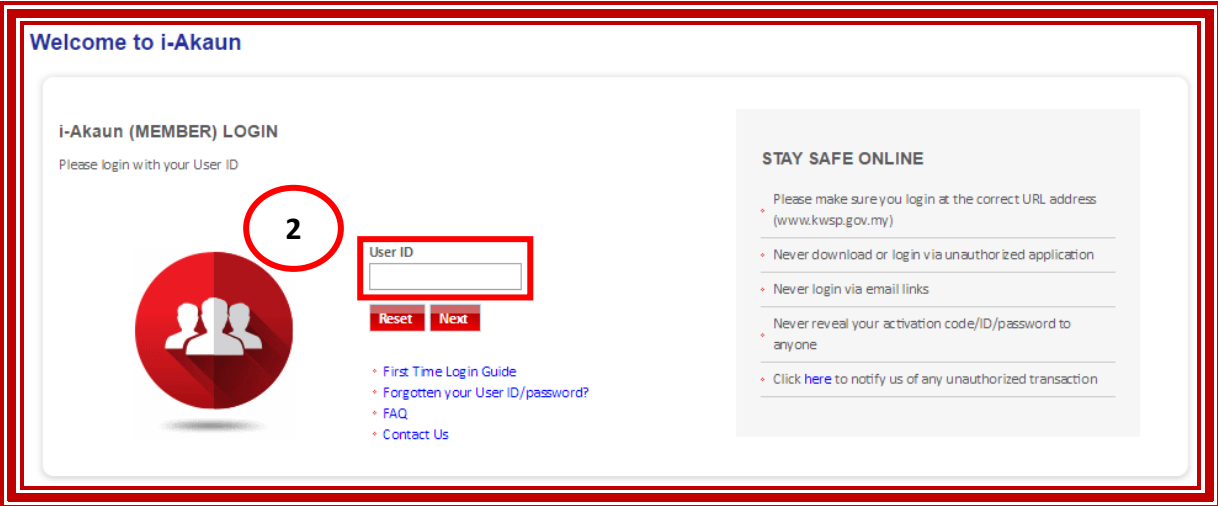 Welcome to i-Akaun
i-Akaun (MEMBER) LOGIN
Please login with your User ID
2
User ID
Reset Next
First Time Login Guide
Forgotten your User ID/password?
FAQ
Contact Us
STAY SAFE ONLINE
Please make sure you login at the correct URL address
(www.kwsp.gov.my)
Never download or login via unauthorized application
Never login via email links
Never reveal your activation code/ID/password to
anyone
Click here to notify us of any unauthorized transaction